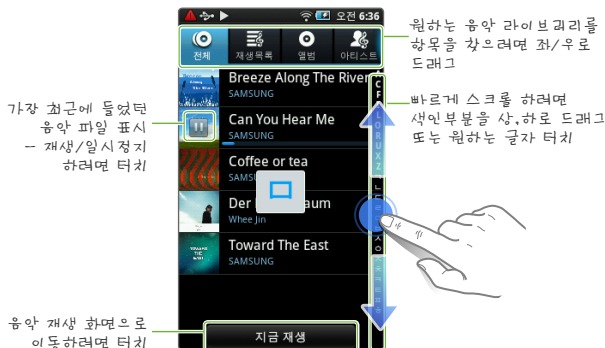 오전 6:36
전체
재생목록
앨범
아티스트
원하는 음악 라이브러리를
항목을 찾으려면 좌/우로
드래그
Breeze Along The River
SAMSUNG
Can You Hear Me
SAMSUNG
Coffee or tea
SAMS
Der
aum
Whee Jin
Toward The East
SAMSUNG
ㅁ
C
F
L
O
R
U
X
Z
ㄴ
ㄷ
ㅅ
ㅇ
가장 최근에 들었던
음악 파일 표시
- 재생/일시정지
하려면 터치
빠르게 스크롤 하려면
색인부분을 상,하로 드래그
또는 원하는 글자 터치
음악 재생 화면으로
이동하려면 터치
지금 재생